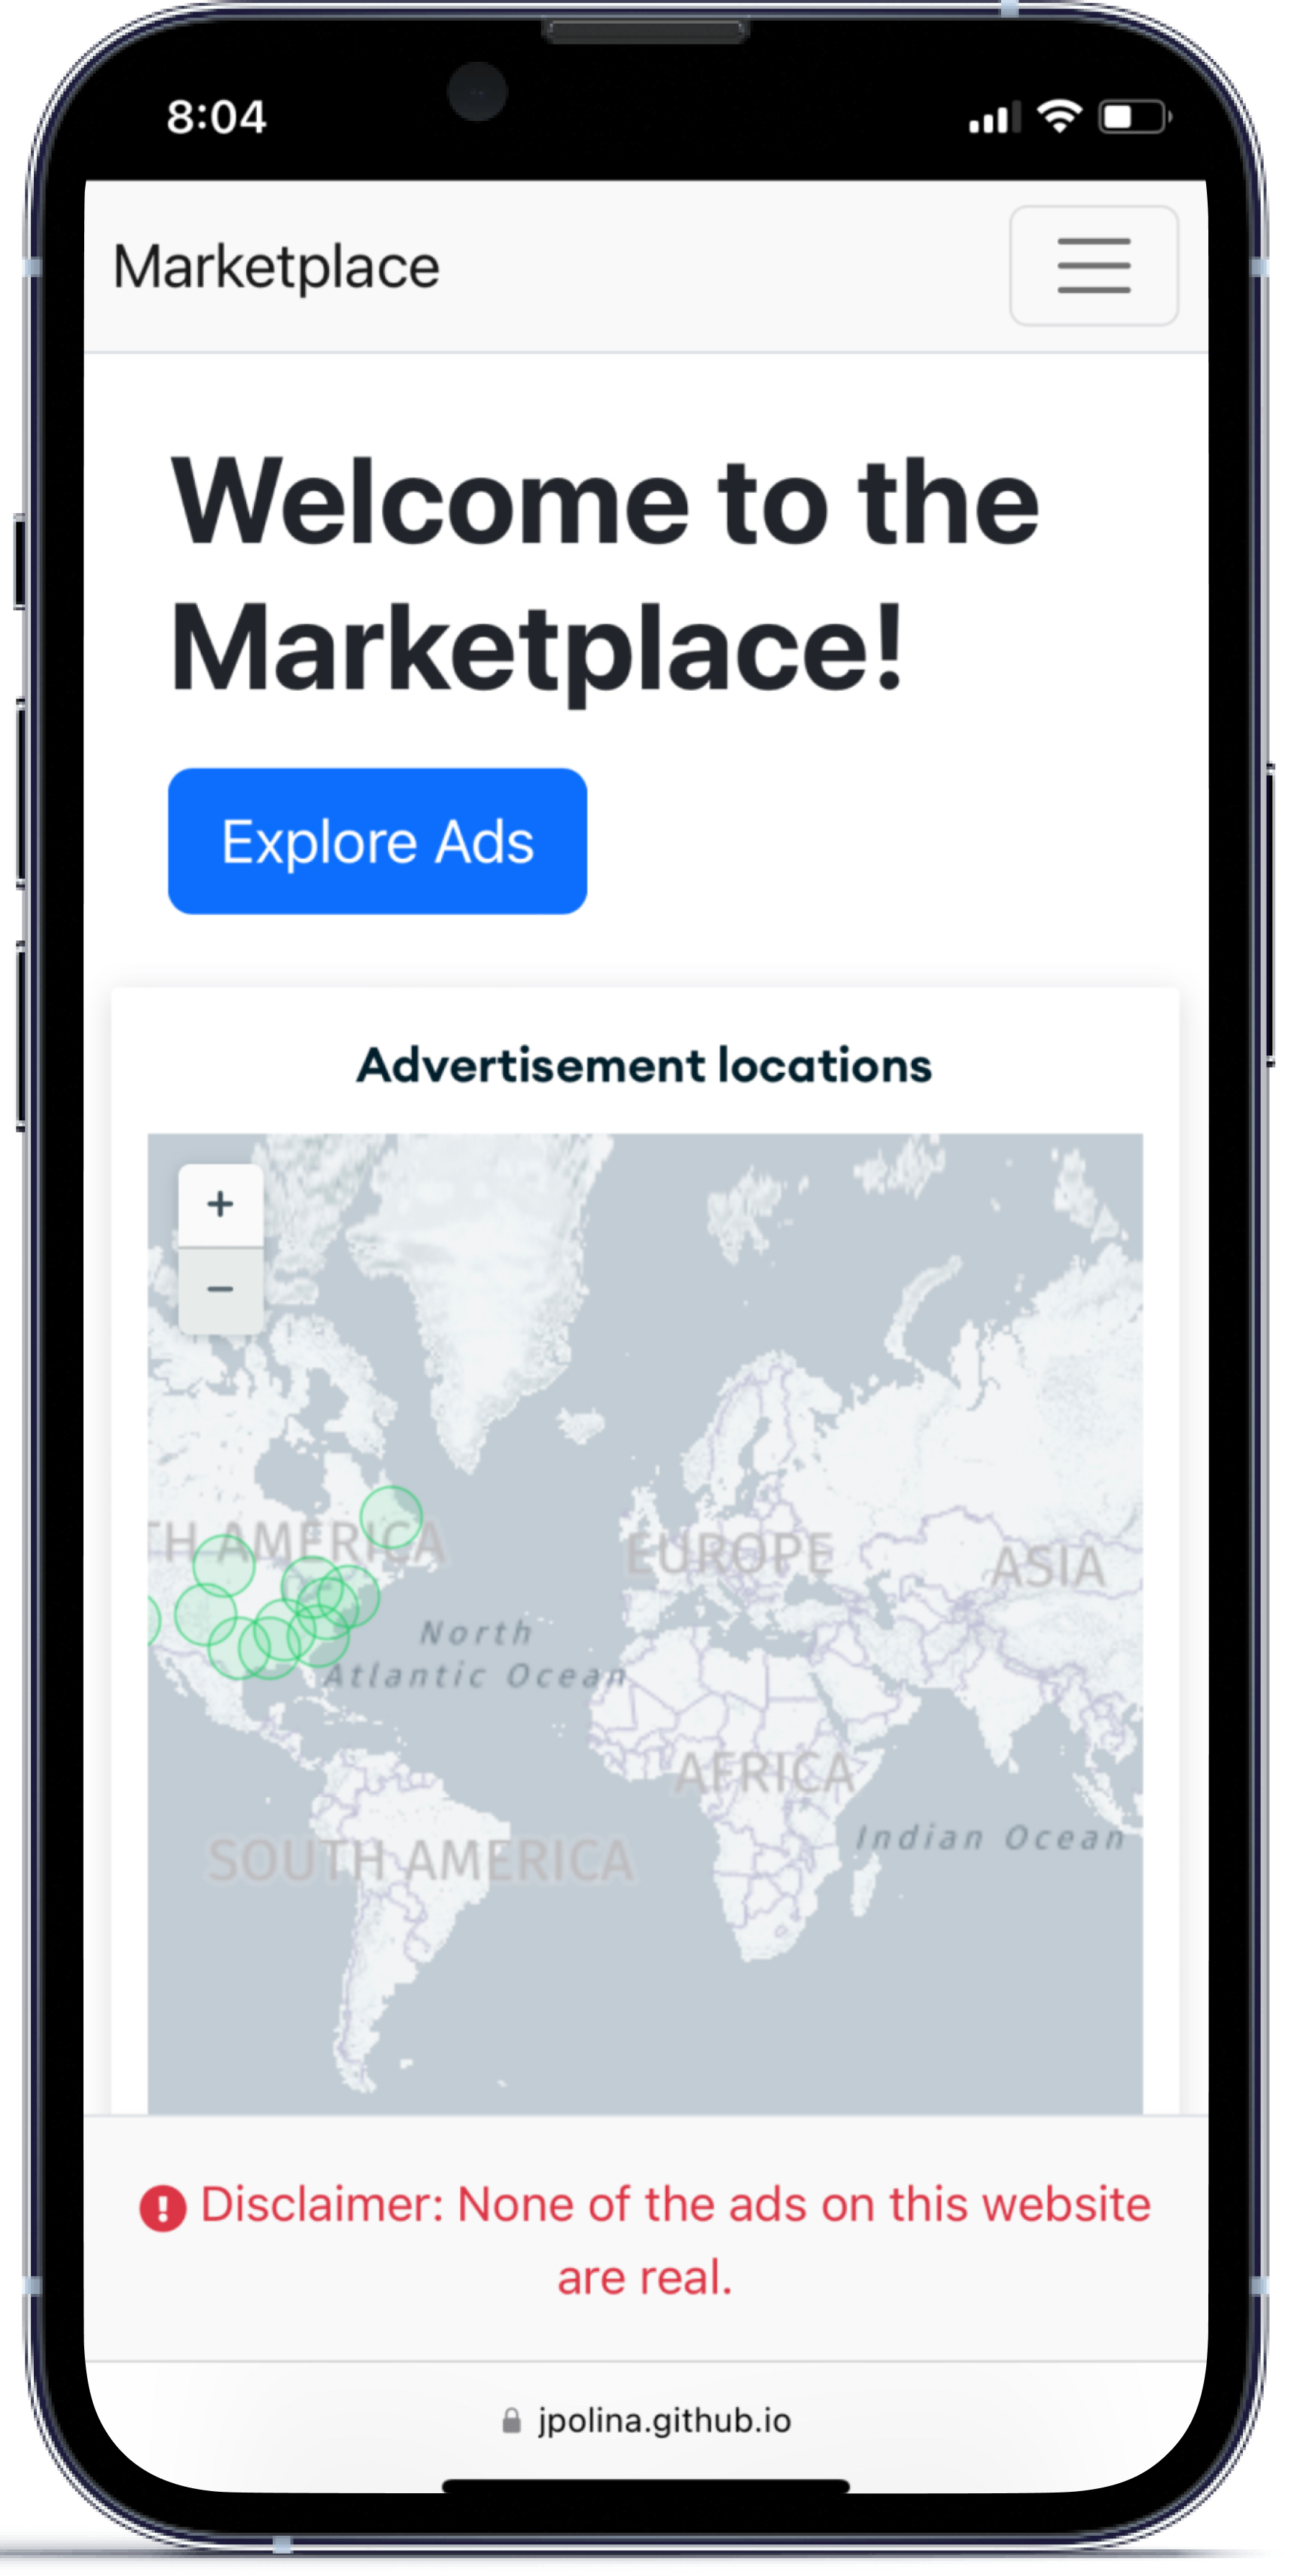 8:04
Marketplace
Welcome to the
Marketplace!
Explore Ads
Advertisement locations
+
−
TH AMERICA
EUROPE
ASIA
North
Atlantic Ocean
AFRICA
Indian Ocean
SOUTH AMERICA
Disclaimer: None of the ads on this website
are real.
jpolina.github.io